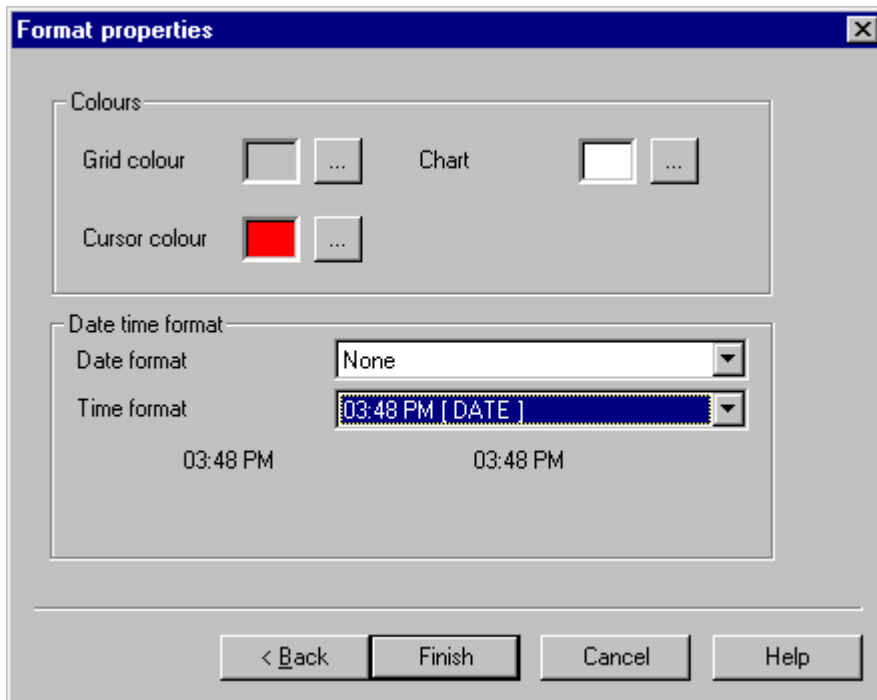 Format properties
Colours
Grid colour ... Chart ...
Cursor colour ...
Date time format
Date format None
Time format 03:48 PM [ DATE ]
03:48 PM 03:48 PM
< Back Finish Cancel Help